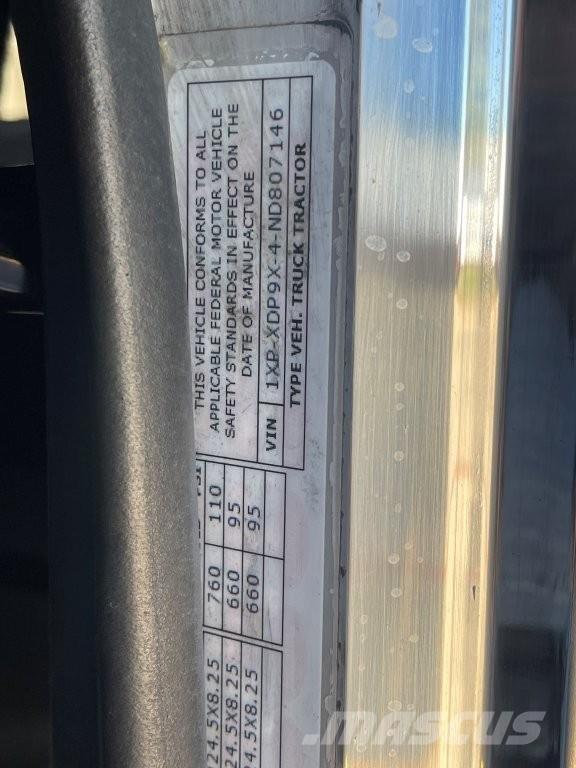 THIS VEHICLE CONFORMS TO ALL
APPLICABLE FEDERAL MOTOR VEHICLE
SAFETY STANDARDS IN EFFECT ON THE
DATE OF MANUFACTURE
VIN 1XP-XDP9X-4-ND807146
TYPE VEH. TRUCK TRACTOR
24.5X8.25 760 110
24.5X8.25 660 95
24.5X8.25 660 95
MASCUS